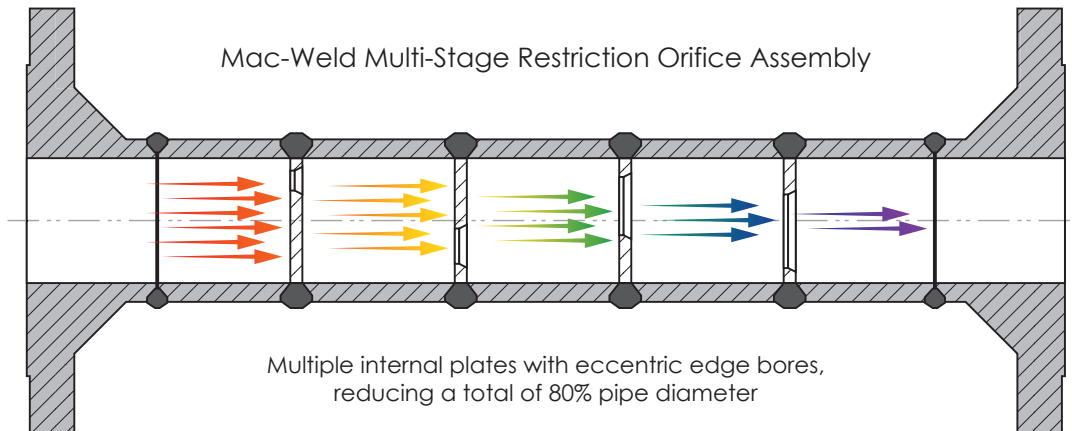 Mac-Weld Multi-Stage Restriction Orifice Assembly
Multiple internal plates with eccentric edge bores,
reducing a total of 80% pipe diameter